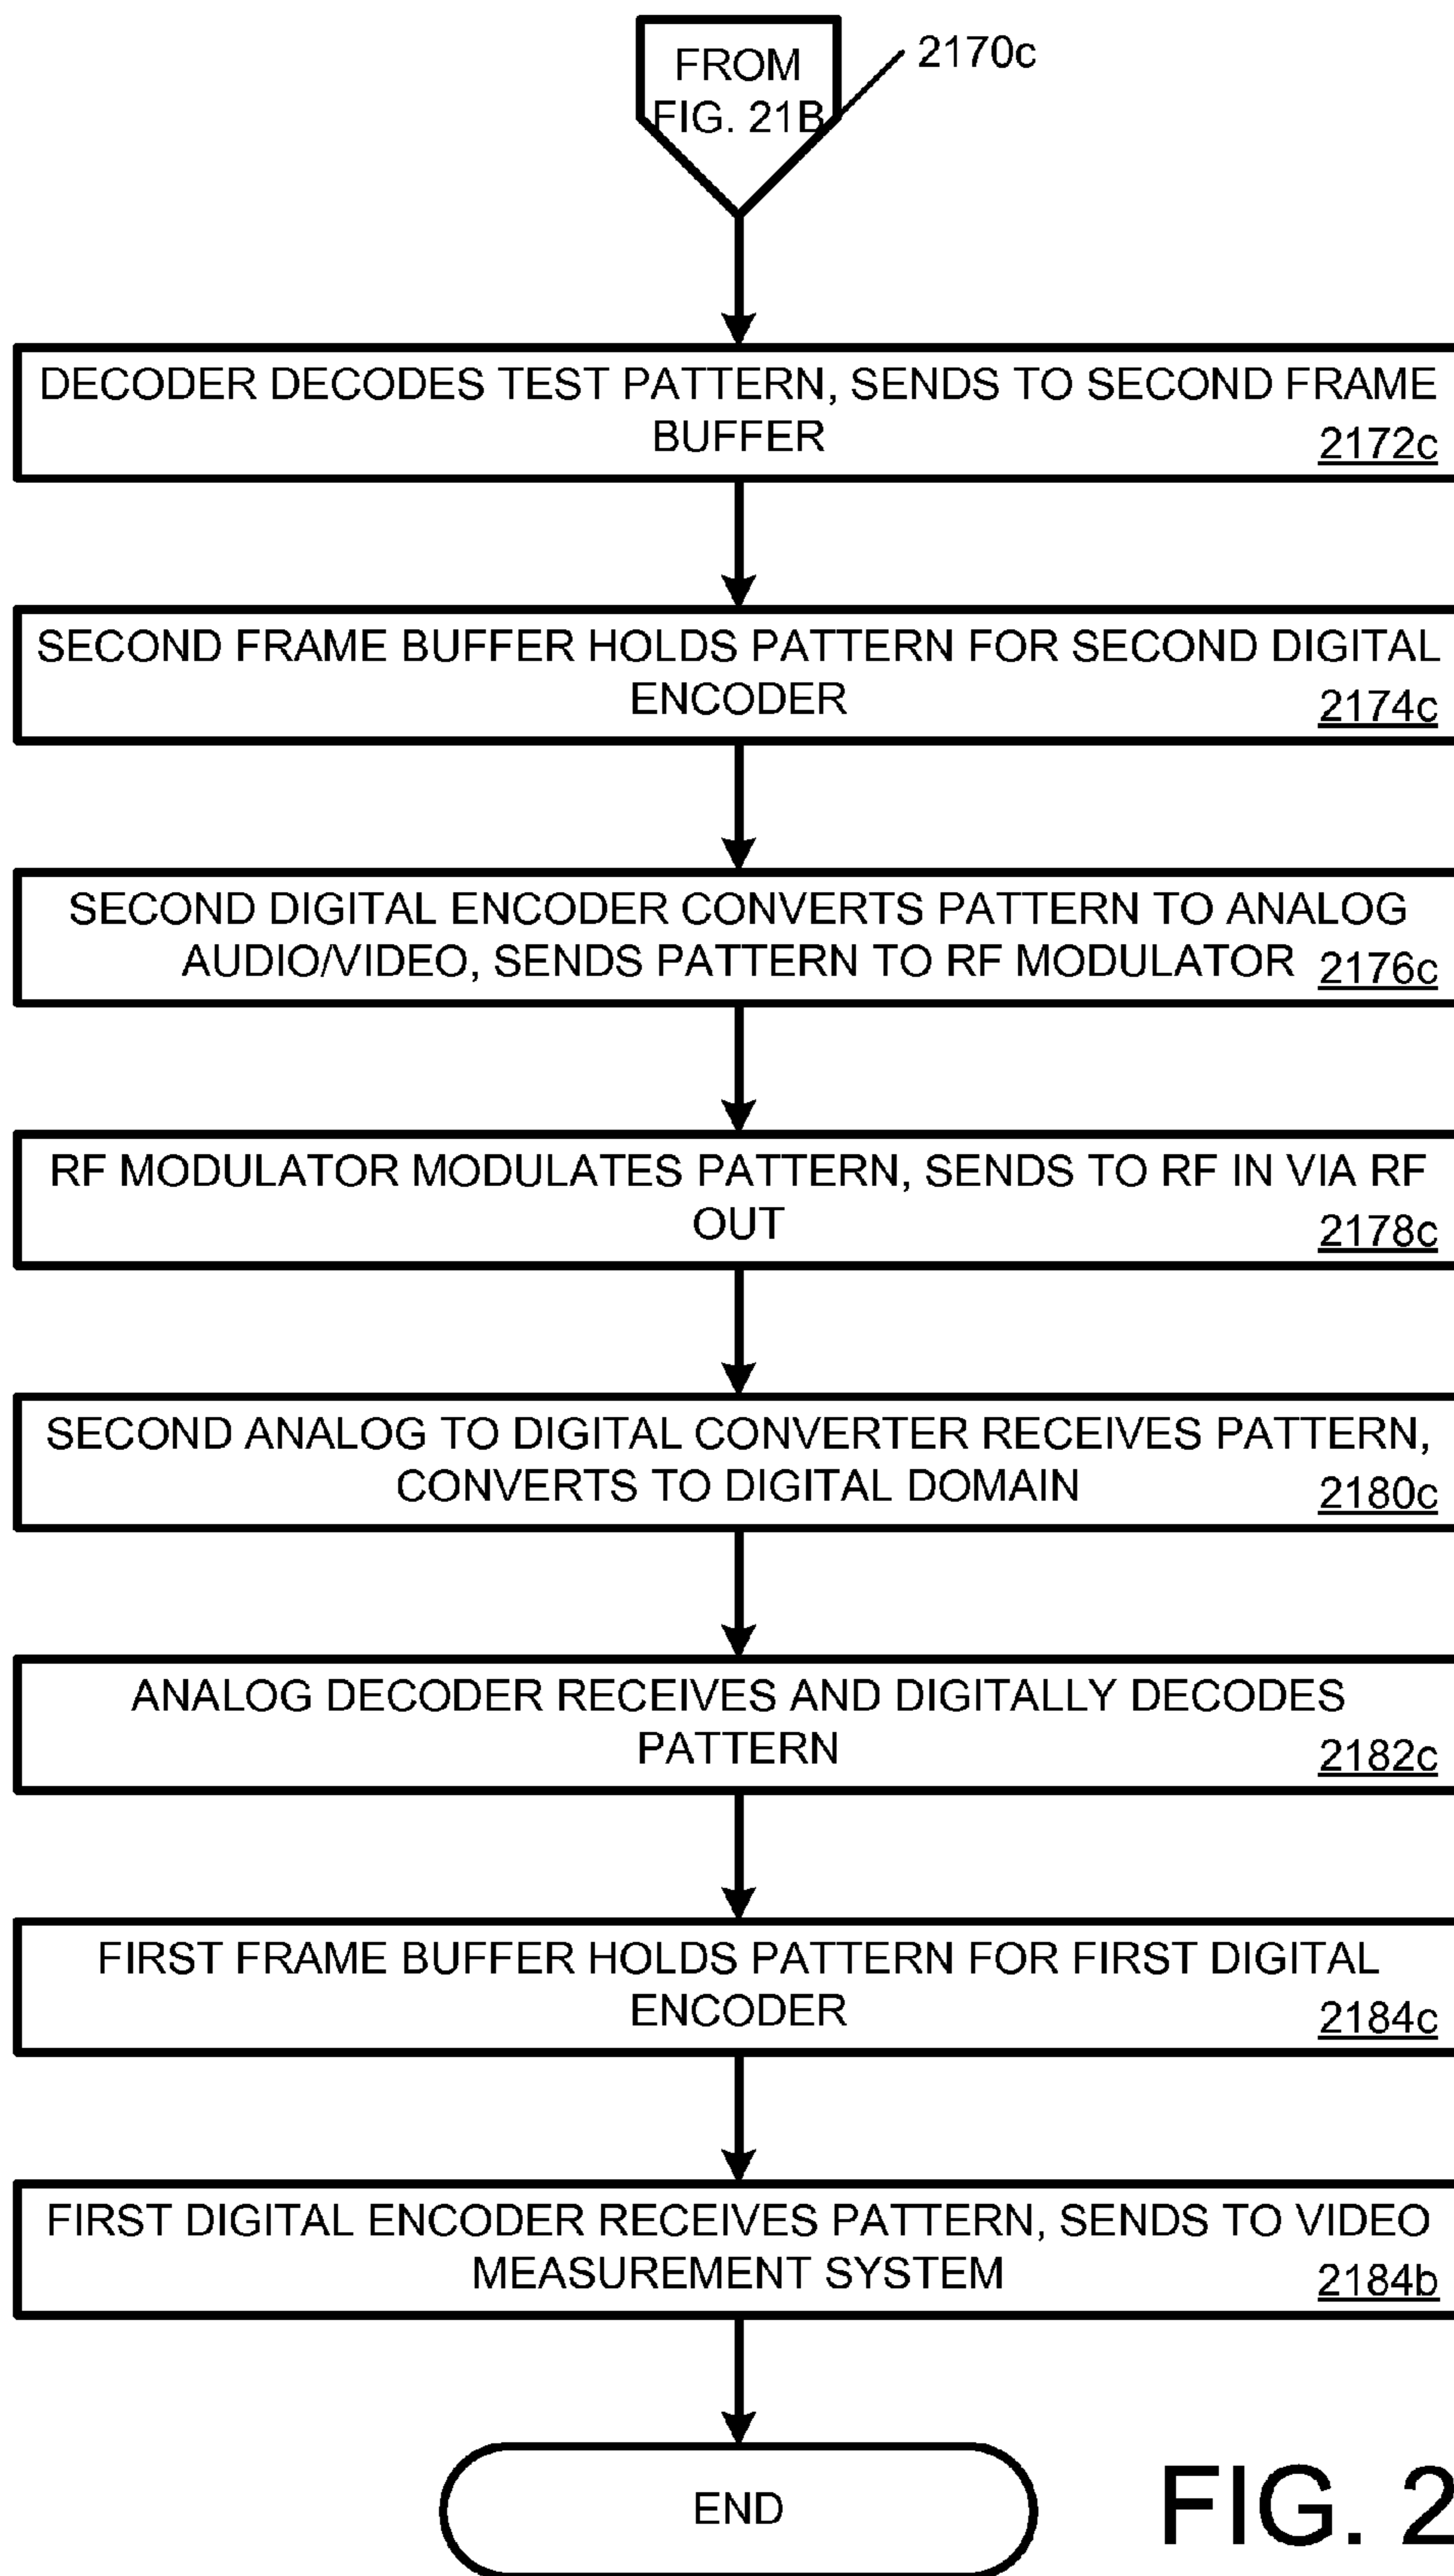 FROM
FIG. 21B
2170c
DECODER DECODES TEST PATTERN, SENDS TO SECOND FRAME
BUFFER
2172c
SECOND FRAME BUFFER HOLDS PATTERN FOR SECOND DIGITAL
ENCODER
2174c
SECOND DIGITAL ENCODER CONVERTS PATTERN TO ANALOG
AUDIO/VIDEO, SENDS PATTERN TO RF MODULATOR
2176c
RF MODULATOR MODULATES PATTERN, SENDS TO RF IN VIA RF
OUT
2178c
SECOND ANALOG TO DIGITAL CONVERTER RECEIVES PATTERN,
CONVERTS TO DIGITAL DOMAIN
2180c
ANALOG DECODER RECEIVES AND DIGITALLY DECODES
PATTERN
2182c
FIRST FRAME BUFFER HOLDS PATTERN FOR FIRST DIGITAL
ENCODER
2184c
FIRST DIGITAL ENCODER RECEIVES PATTERN, SENDS TO VIDEO
MEASUREMENT SYSTEM
2184b
END
FIG. 2